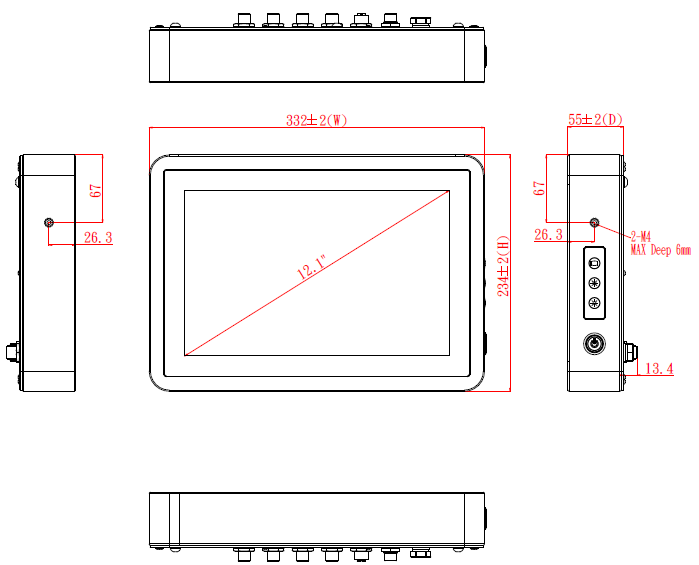 332±2(W)
55±2(D)
67
67
26.3
26.3
2-M4
MAX Deep 6mm
12.1"
234±2(H)
13.4